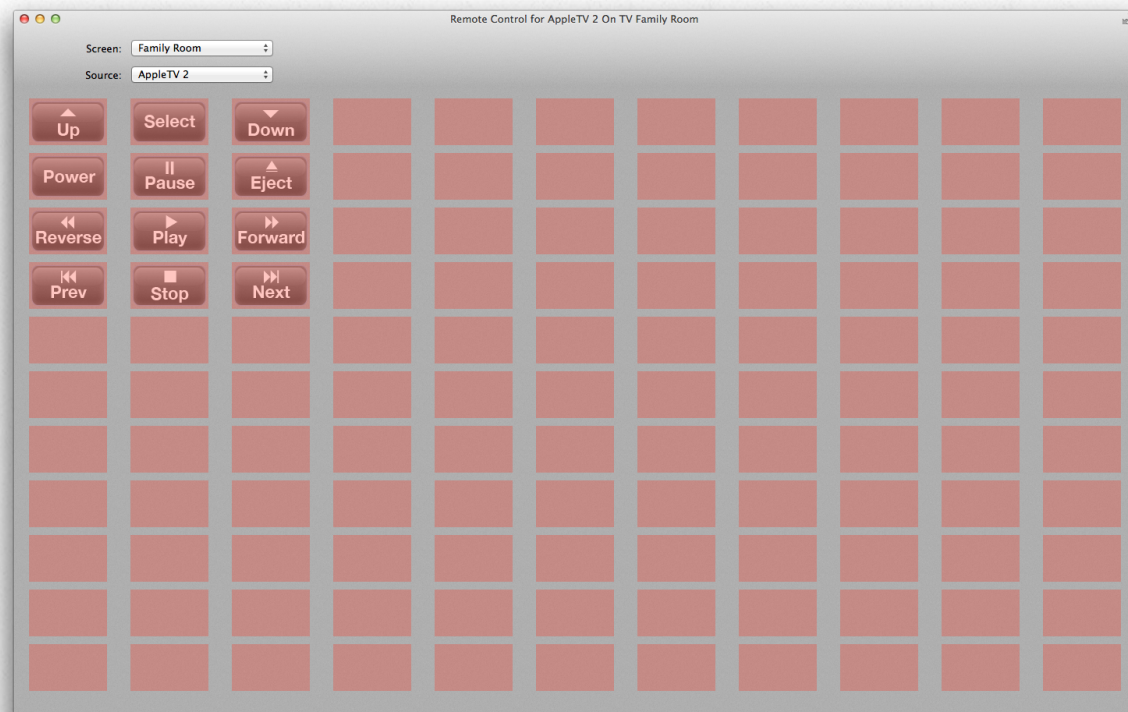 Remote Control for AppleTV 2 On TV Family Room
Screen: Family Room
Source: AppleTV 2
Up Select Down
Power Pause Eject
Reverse Play Forward
Prev Stop Next